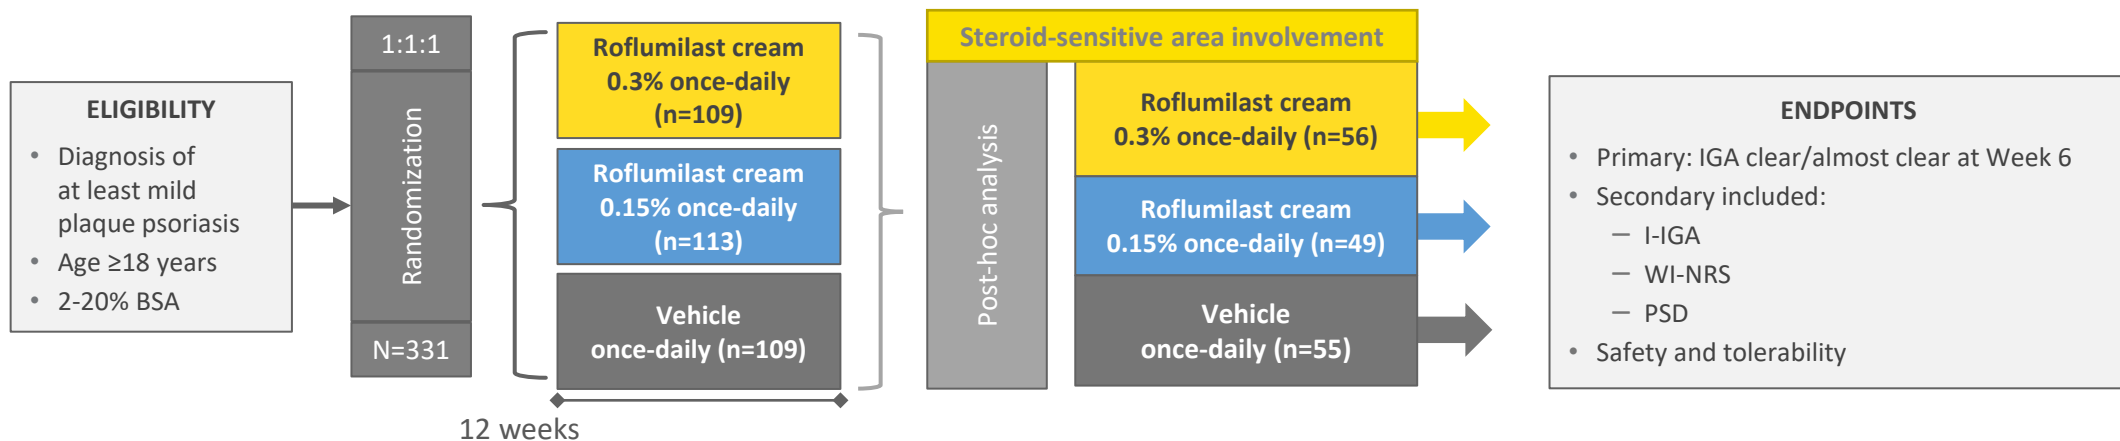 ELIGIBILITY
• Diagnosis of
at least mild
plaque psoriasis
• Age ≥18 years
• 2-20% BSA
1:1:1
Randomization
N=331
Roflumilast cream
0.3% once-daily
(n=109)
Roflumilast cream
0.15% once-daily
(n=113)
Vehicle
once-daily (n=109)
12 weeks
Steroid-sensitive area involvement
Post-hoc analysis
Roflumilast cream
0.3% once-daily (n=56)
Roflumilast cream
0.15% once-daily (n=49)
Vehicle
once-daily (n=55)
ENDPOINTS
• Primary: IGA clear/almost clear at Week 6
• Secondary included:
– I-IGA
– WI-NRS
– PSD
• Safety and tolerability